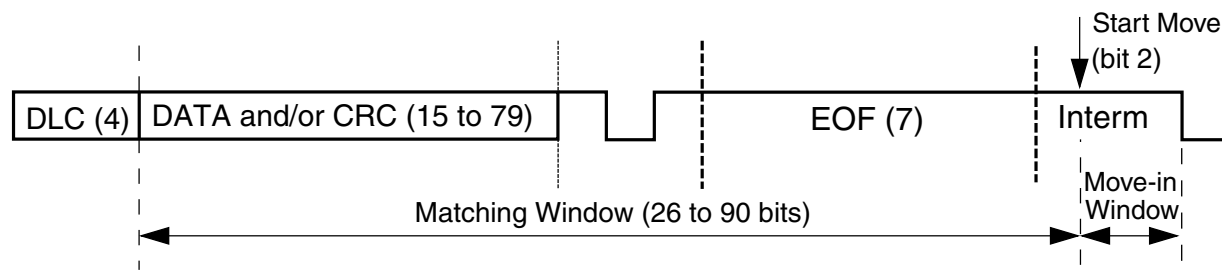 Start Move
(bit 2)
DLC (4)
DATA and/or CRC (15 to 79)
EOF (7)
Interm
Matching Window (26 to 90 bits)
Move-in
Window